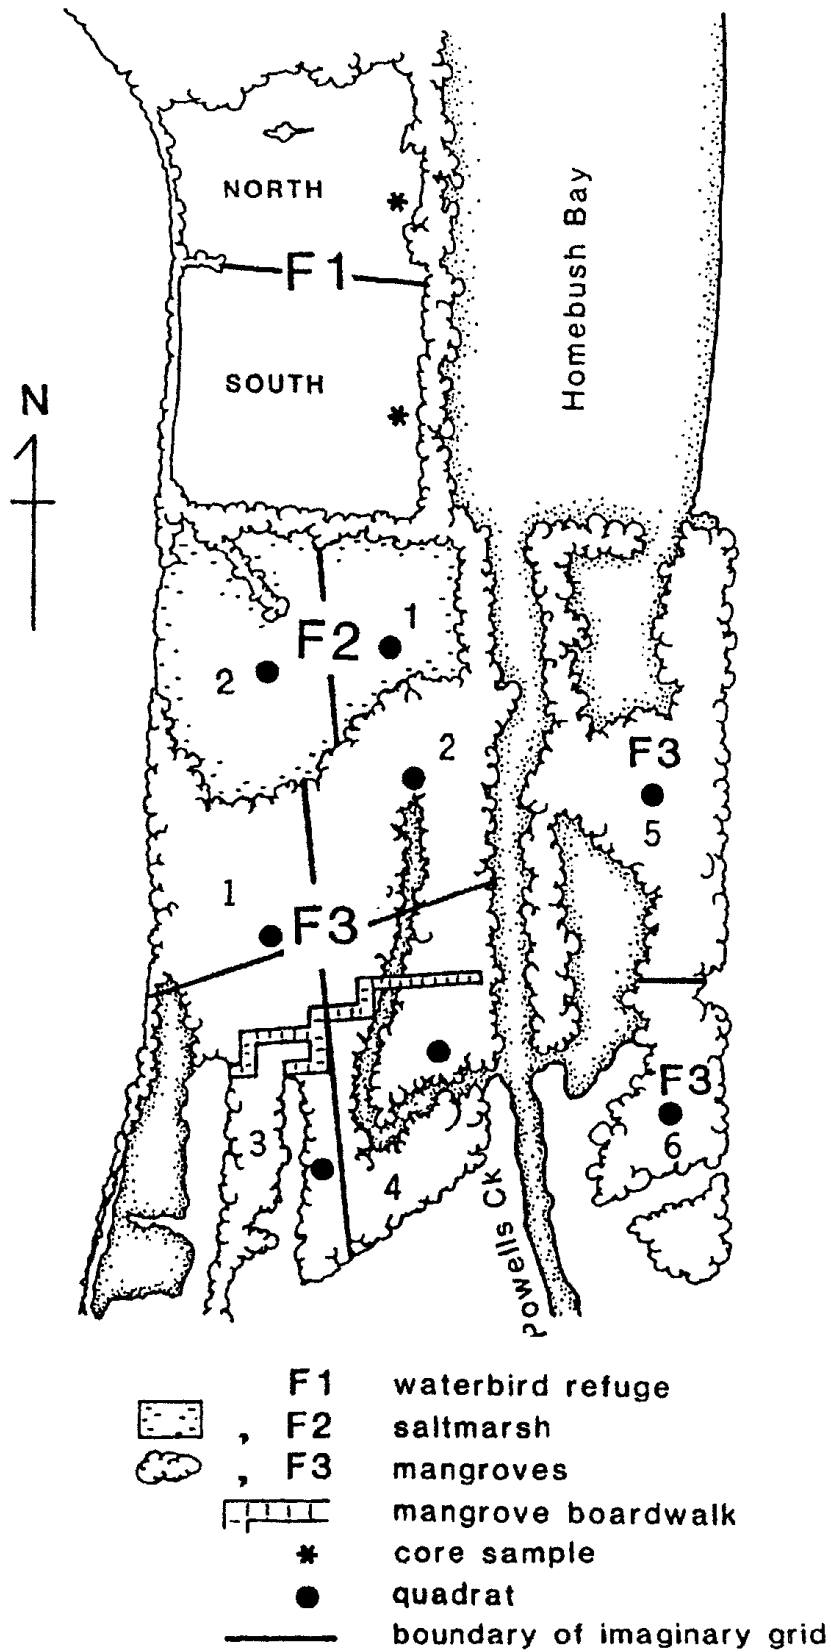 NORTH
F1
SOUTH
Homebush Bay
N
1
F2
2
2
F3
5
1
F3
F3
6
3
4
Powells Ck
F1 waterbird refuge
, F2 saltmarsh
, F3 mangroves
mangrove boardwalk
* core sample
● quadrat
boundary of imaginary grid